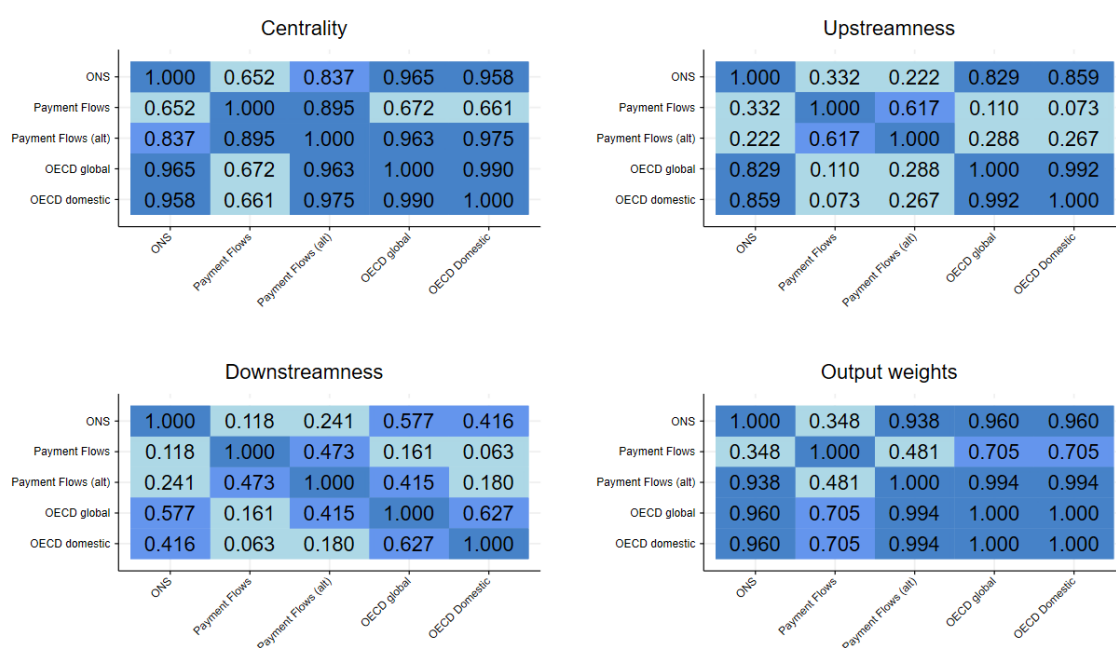 Centrality
ONS 1.000 0.652 0.837 0.965 0.958
Payment Flows 0.652 1.000 0.895 0.672 0.661
Payment Flows (alt) 0.837 0.895 1.000 0.963 0.975
OECD global 0.965 0.672 0.963 1.000 0.990
OECD domestic 0.958 0.661 0.975 0.990 1.000
ONS
Payment Flows
Payment Flows (alt)
OECD global
OECD Domestic
Upstreamness
ONS 1.000 0.332 0.222 0.829 0.859
Payment Flows 0.332 1.000 0.617 0.110 0.073
Payment Flows (alt) 0.222 0.617 1.000 0.288 0.267
OECD global 0.829 0.110 0.288 1.000 0.992
OECD domestic 0.859 0.073 0.267 0.992 1.000
ONS
Payment Flows
Payment Flows (alt)
OECD global
OECD Domestic
Downstreamness
ONS 1.000 0.118 0.241 0.577 0.416
Payment Flows 0.118 1.000 0.473 0.161 0.063
Payment Flows (alt) 0.241 0.473 1.000 0.415 0.180
OECD global 0.577 0.161 0.415 1.000 0.627
OECD domestic 0.416 0.063 0.180 0.627 1.000
ONS
Payment Flows
Payment Flows (alt)
OECD global
OECD Domestic
Output weights
ONS 1.000 0.348 0.938 0.960 0.960
Payment Flows 0.348 1.000 0.481 0.705 0.705
Payment Flows (alt) 0.938 0.481 1.000 0.994 0.994
OECD global 0.960 0.705 0.994 1.000 1.000
OECD domestic 0.960 0.705 0.994 1.000 1.000
ONS
Payment Flows
Payment Flows (alt)
OECD global
OECD Domestic